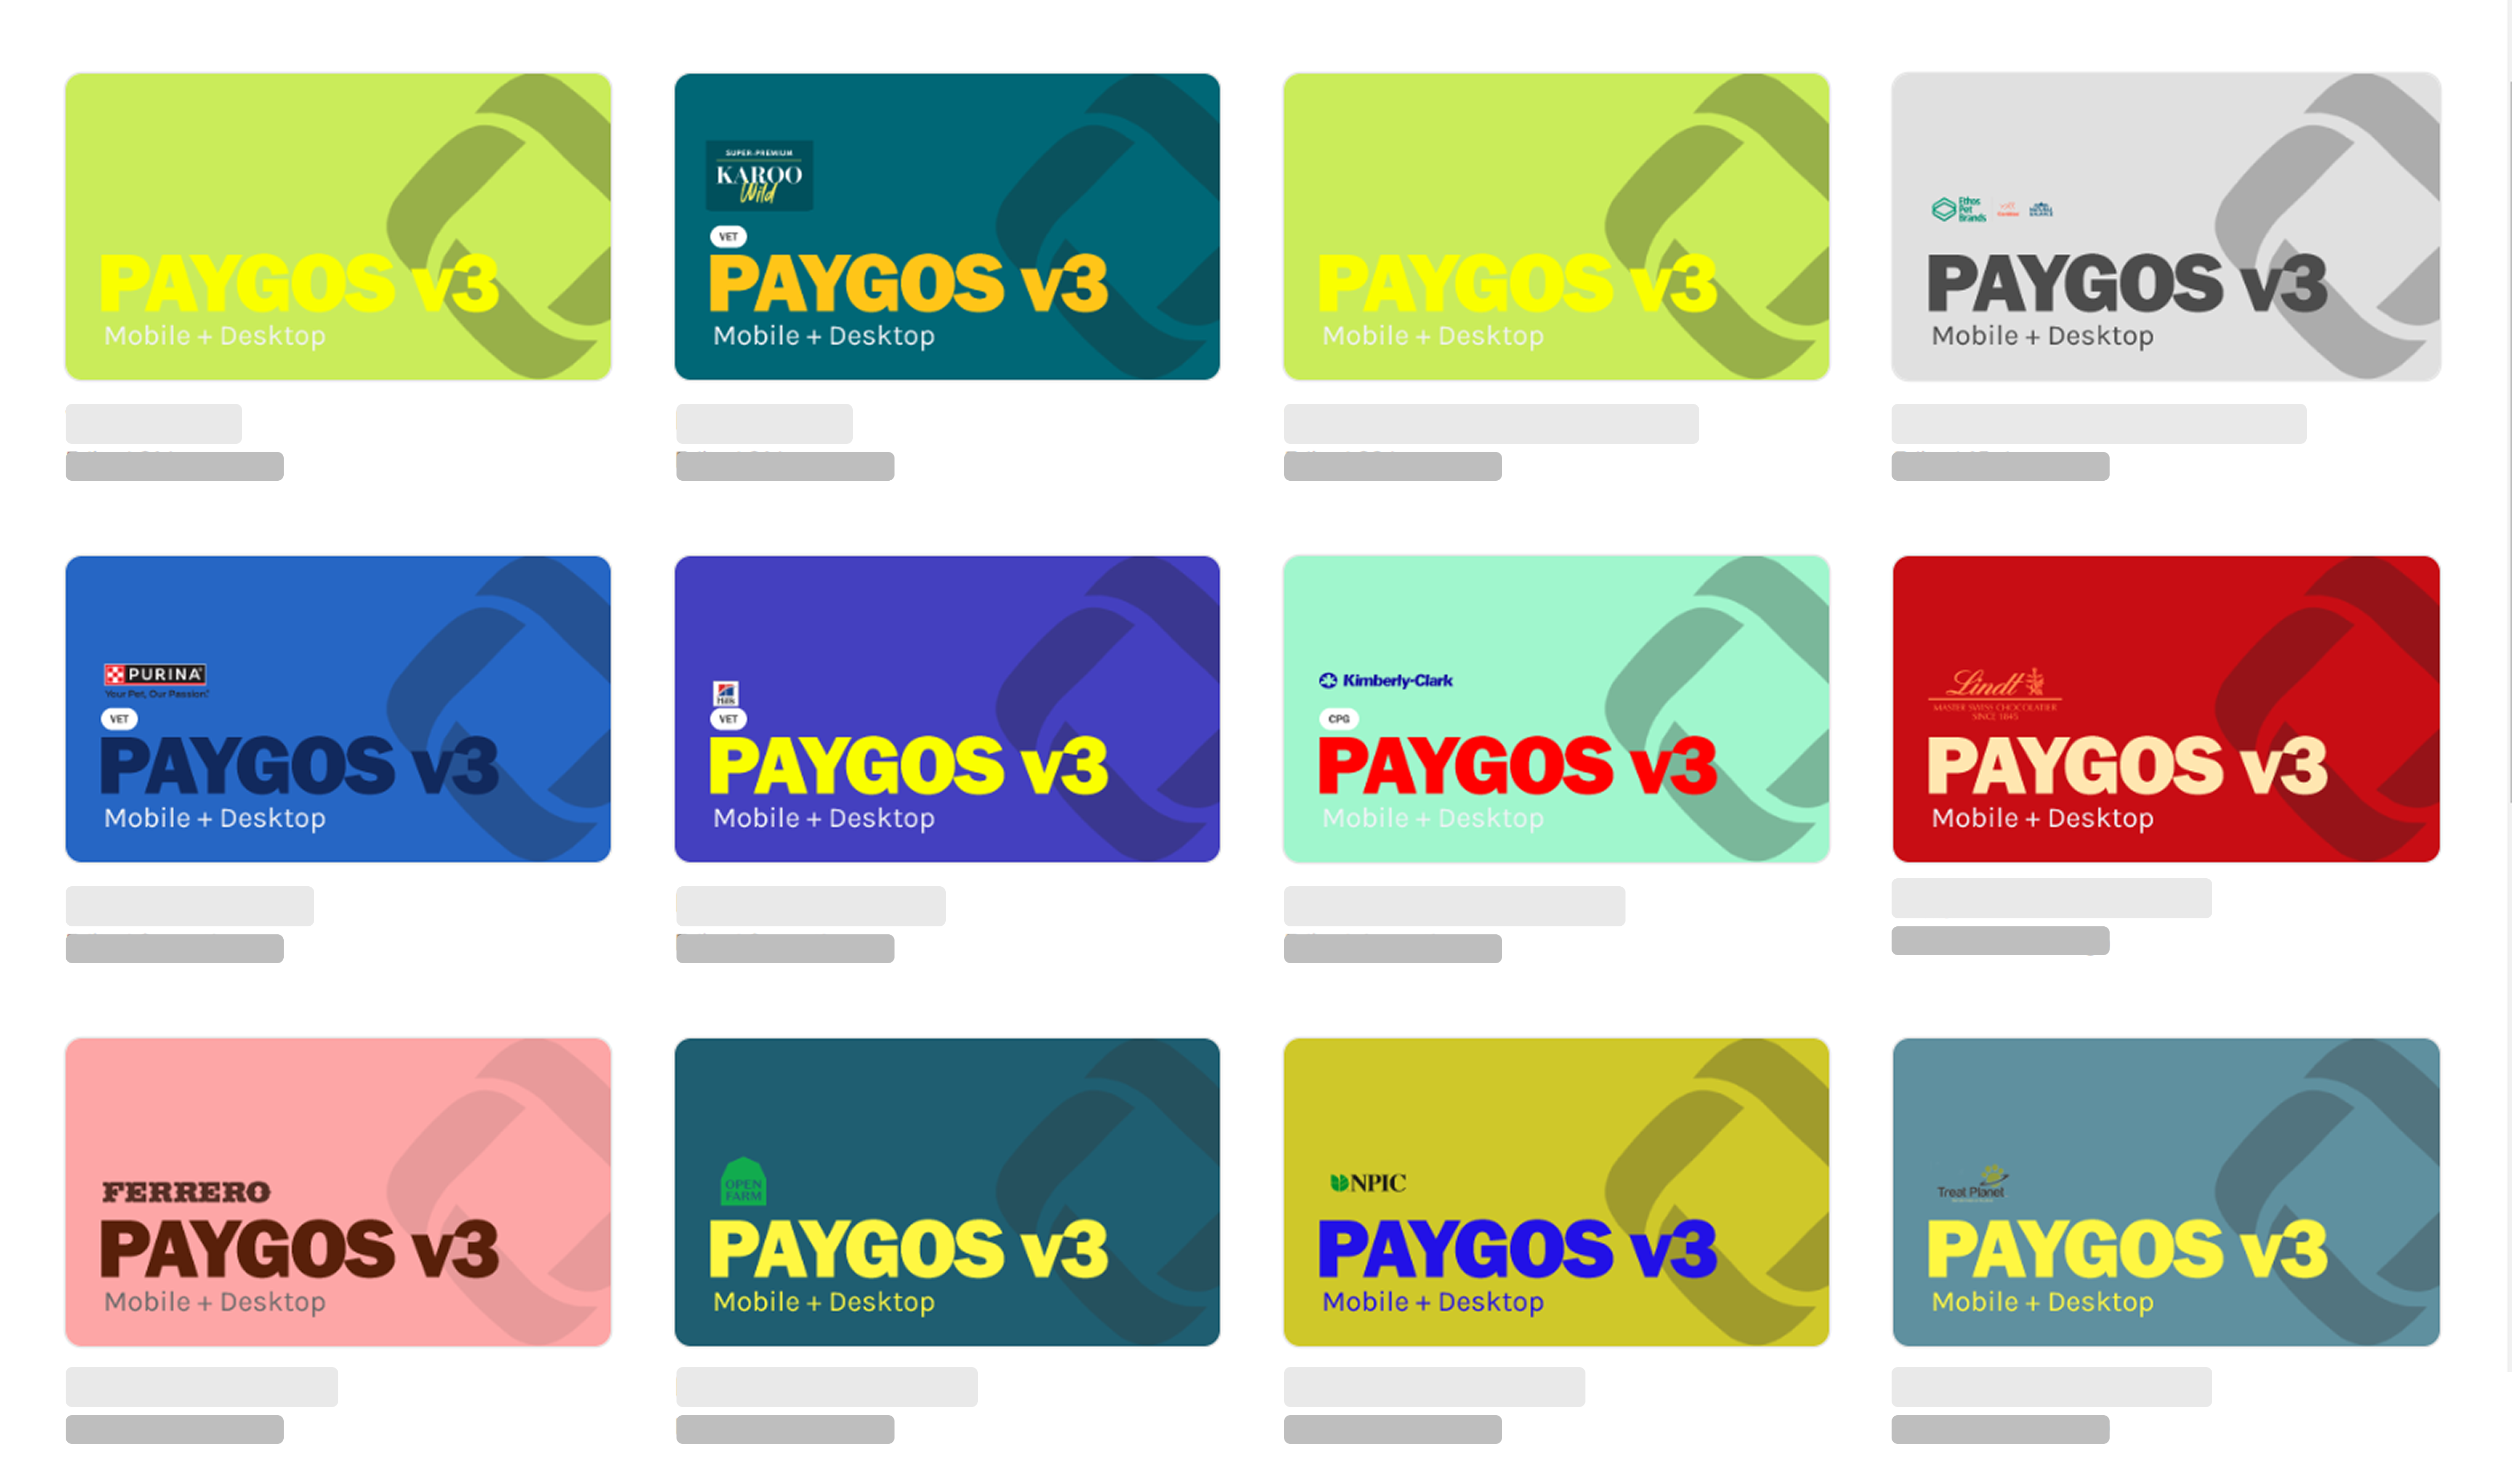 PAYGOS v3
Mobile + Desktop
SUPER-PREMIUM
KAROO
Wild
VET
PAYGOS v3
Mobile + Desktop
PAYGOS v3
Mobile + Desktop
Ethos
Pet
Brands
PAYGOS v3
Mobile + Desktop
PURINA
Your Pet, Our Passion.
VET
PAYGOS v3
Mobile + Desktop
Hill's
VET
PAYGOS v3
Mobile + Desktop
Kimberly-Clark
CPG
PAYGOS v3
Mobile + Desktop
Lindt
MASTER SWISS CHOCOLATIER
SINCE 1845
PAYGOS v3
Mobile + Desktop
FERRERO
PAYGOS v3
Mobile + Desktop
OPEN
FARM
PAYGOS v3
Mobile + Desktop
NPIC
PAYGOS v3
Mobile + Desktop
Treat Planet
PAYGOS v3
Mobile + Desktop